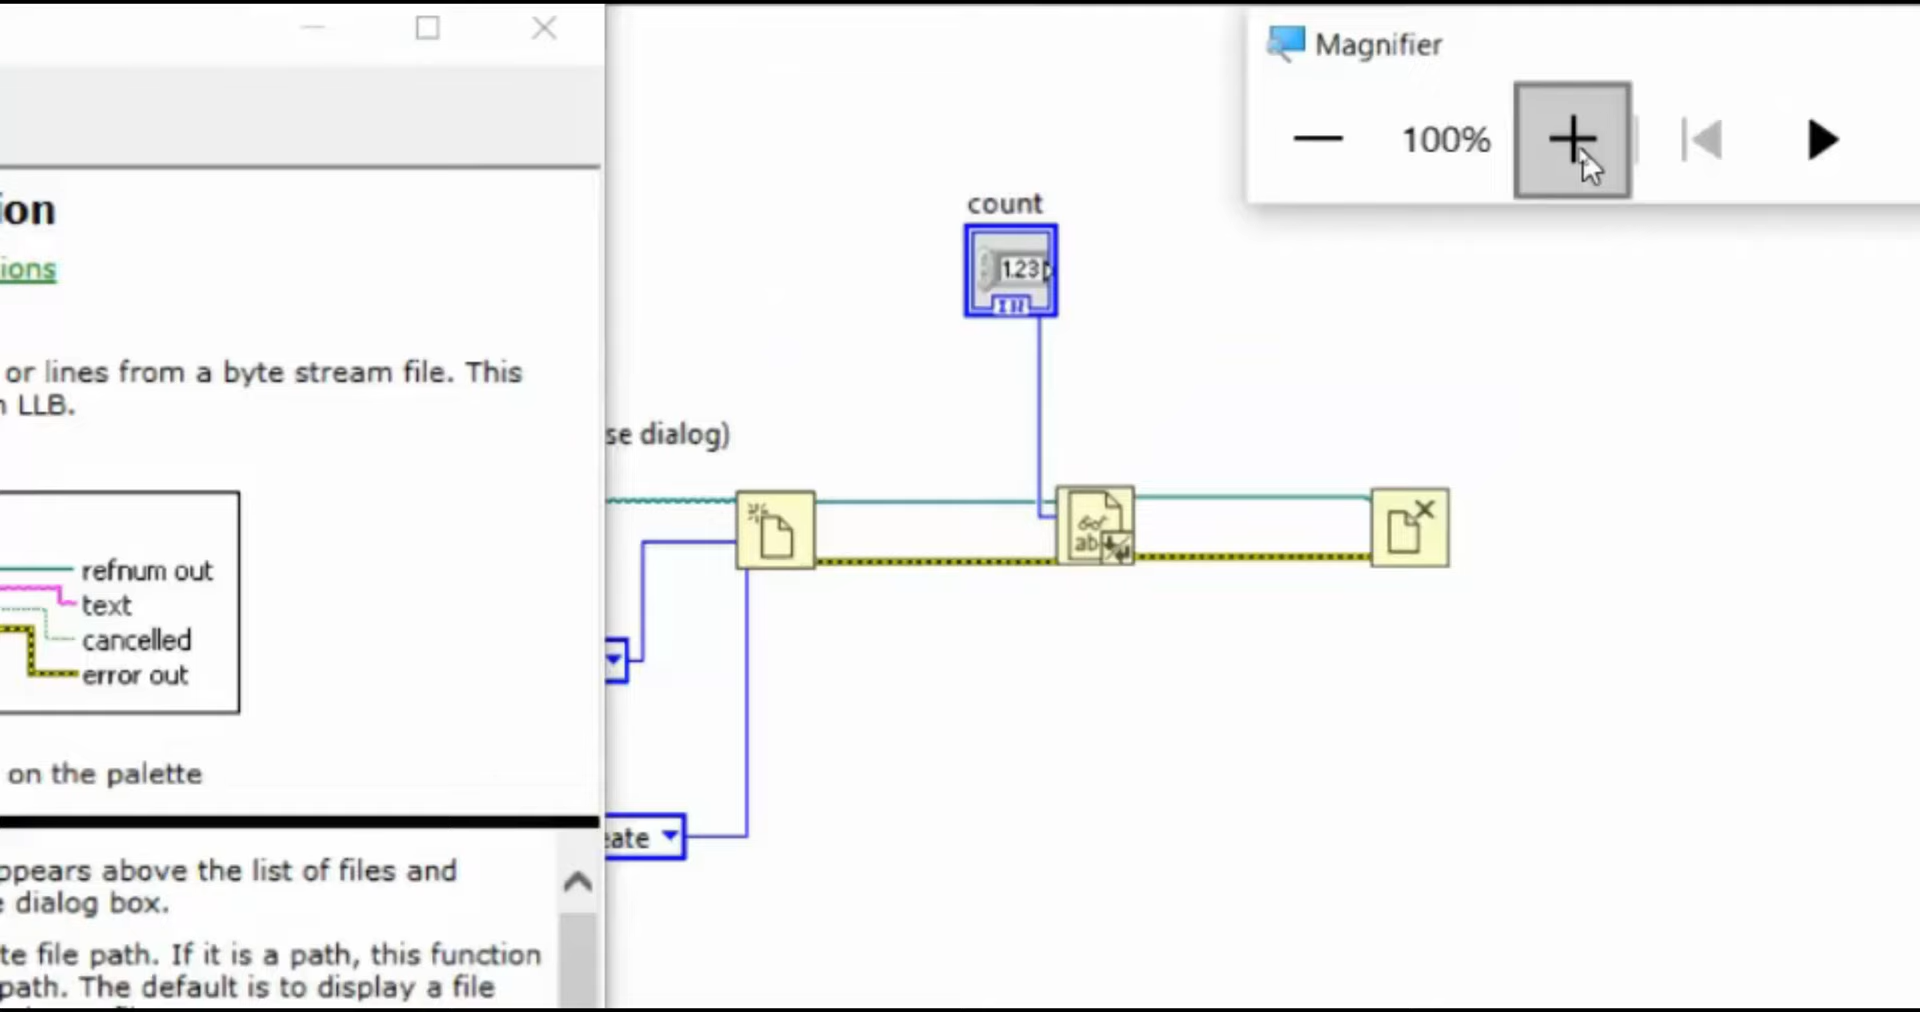 Magnifier
100%
count
1.23
ion
ions
or lines from a byte stream file. This
LLB.
se dialog)
ab
refnum out
text
cancelled
error out
on the palette
eate
ppears above the list of files and
dialog box.
te file path. If it is a path, this function
path. The default is to display a file